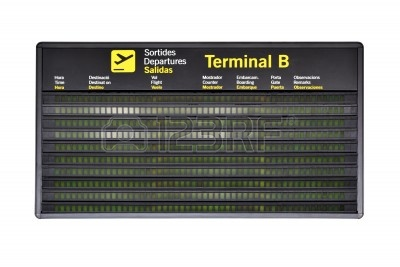 Sortides
Departures
Salidas
Terminal B
Hora Destinació Vol Mostrador Embarcam. Porta Observacions
Time Destination Flight Counter Boarding Gate Remarks
Hora Destino Vuelo Mostrador Embarque Puerta Observaciones
123RF